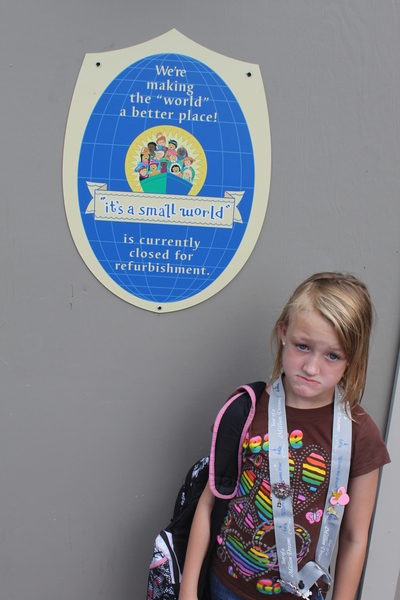 We're
making
the "world"
a better place!
"it's a small world"
is currently
closed for
refurbishment.